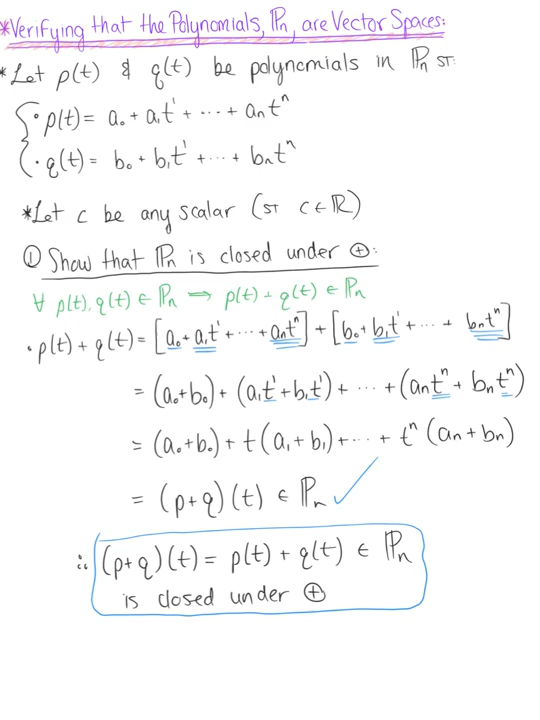 *Verifying that the Polynomials, ℙn, are Vector Spaces:
*Let p(t) & q(t) be polynomials in ℙn ST:
• p(t) = a₀ + a₁t¹ + ··· + aₙtⁿ
• q(t) = b₀ + b₁t¹ + ··· + bₙtⁿ
*Let c be any scalar (ST c ∈ ℝ)
① Show that ℙn is closed under ⊕:
∀ p(t), q(t) ∈ ℙn ⇒ p(t) + q(t) ∈ ℙn
• p(t) + q(t) = [a₀ + a₁t¹ + ··· + aₙtⁿ] + [b₀ + b₁t¹ + ··· + bₙtⁿ]
= (a₀+b₀) + (a₁t¹ + b₁t¹) + ··· + (aₙtⁿ + bₙtⁿ)
= (a₀+b₀) + t(a₁+b₁) + ··· + tⁿ(aₙ+bₙ)
= (p+q)(t) ∈ ℙn ✓
∴ (p+q)(t) = p(t) + q(t) ∈ ℙn
is closed under ⊕